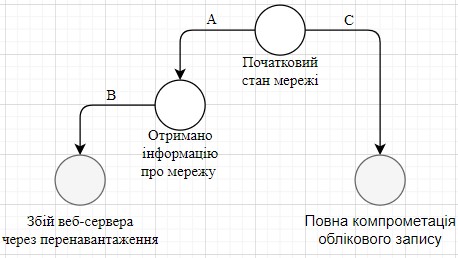 A
C
Початковий
стан мережі
B
Отримано
інформацію
про мережу
Збій веб-сервера
через перенавантаження
Повна компрометація
облікового запису